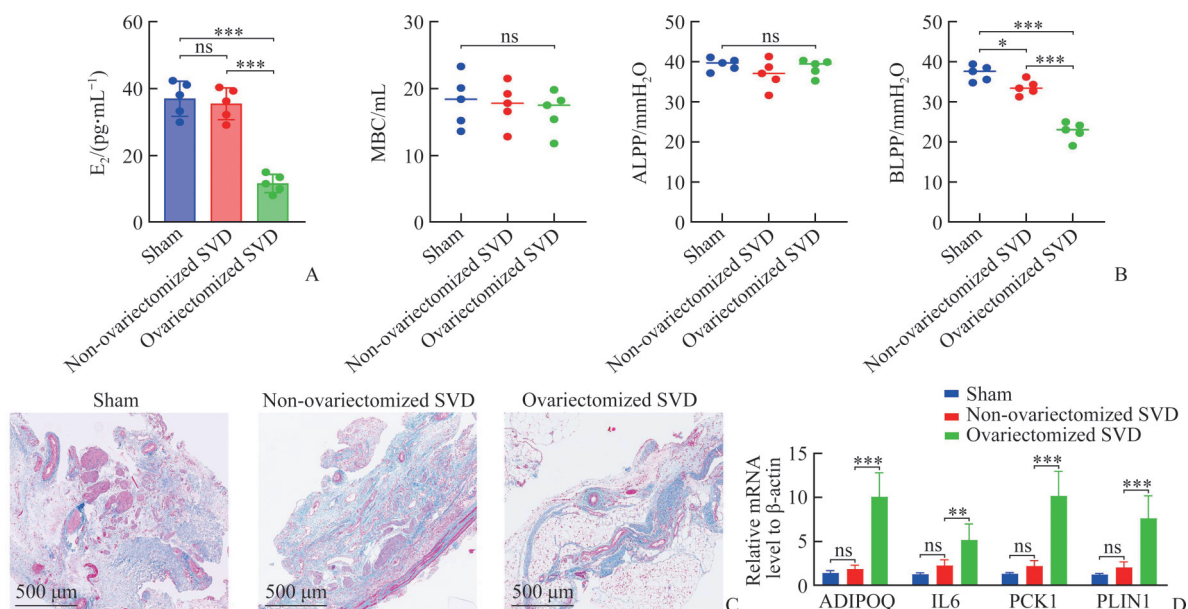 E₂/(pg·mL⁻¹)
60
40
20
0
***
ns
***
Sham
Non-ovariectomized SVD
Ovariectomized SVD
A
MBC/mL
30
20
10
0
ns
Sham
Non-ovariectomized SVD
Ovariectomized SVD
ALPP/mmH₂O
50
40
30
20
10
0
ns
Sham
Non-ovariectomized SVD
Ovariectomized SVD
BLPP/mmH₂O
50
40
30
20
10
0
***
*
***
Sham
Non-ovariectomized SVD
Ovariectomized SVD
B
Sham
500 μm
Non-ovariectomized SVD
500 μm
Ovariectomized SVD
500 μm
C
Sham
Non-ovariectomized SVD
Ovariectomized SVD
Relative mRNA
level to β-actin
15
10
5
0
ns
***
ns
**
ns
***
ns
***
ADIPOQ
IL6
PCK1
PLIN1
D